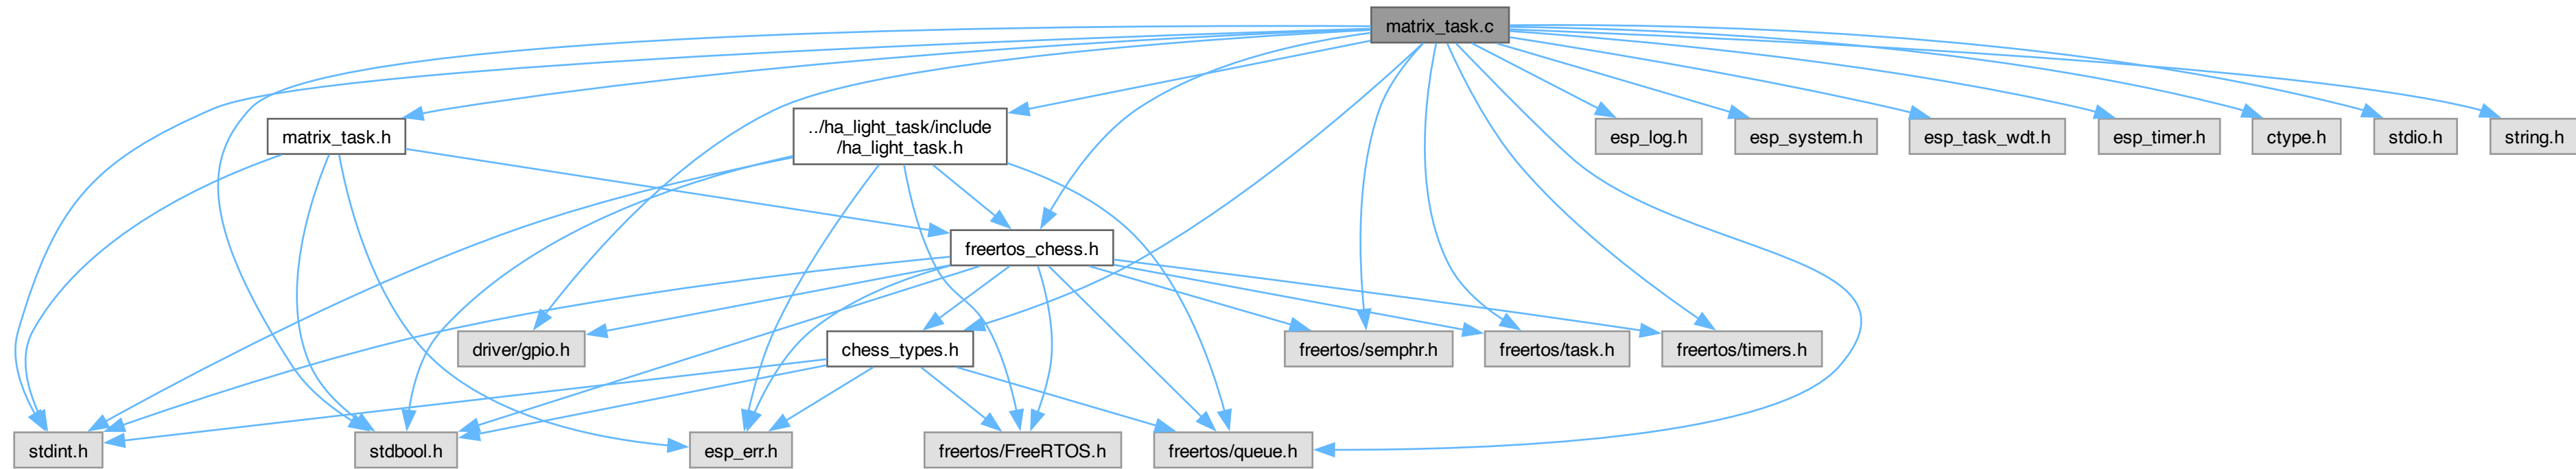 matrix_task.c
matrix_task.h
../ha_light_task/include
/ha_light_task.h
esp_log.h
esp_system.h
esp_task_wdt.h
esp_timer.h
ctype.h
stdio.h
string.h
freertos_chess.h
driver/gpio.h
chess_types.h
freertos/semphr.h
freertos/task.h
freertos/timers.h
stdint.h
stdbool.h
esp_err.h
freertos/FreeRTOS.h
freertos/queue.h